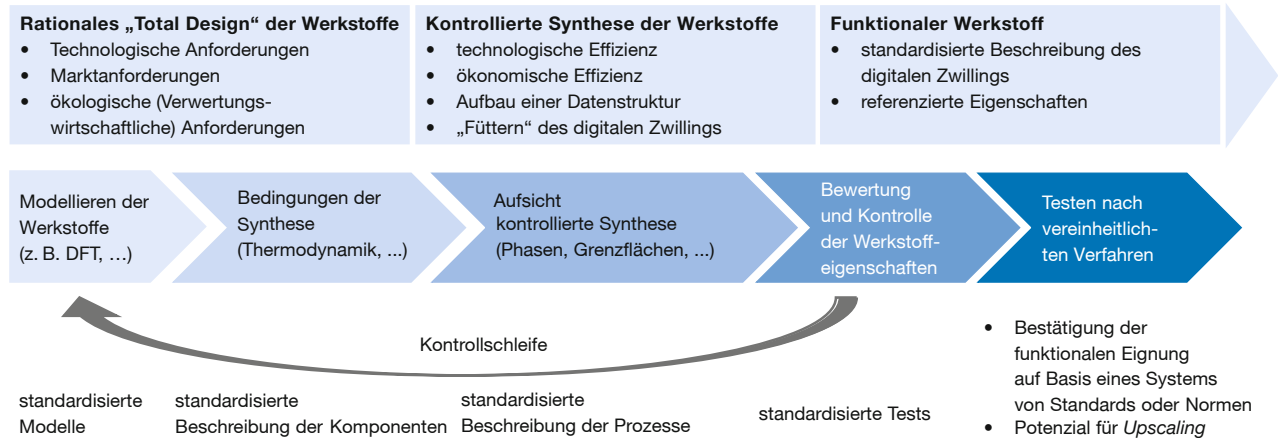 Rationales „Total Design“ der Werkstoffe
• Technologische Anforderungen
• Marktanforderungen
• ökologische (Verwertungs-
wirtschaftliche) Anforderungen
Kontrollierte Synthese der Werkstoffe
• technologische Effizienz
• ökonomische Effizienz
• Aufbau einer Datenstruktur
• „Füttern“ des digitalen Zwillings
Funktionaler Werkstoff
• standardisierte Beschreibung des
digitalen Zwillings
• referenzierte Eigenschaften
Modellieren der
Werkstoffe
(z. B. DFT, …)
Bedingungen der
Synthese
(Thermodynamik, ...)
Aufsicht
kontrollierte Synthese
(Phasen, Grenzflächen, ...)
Bewertung
und Kontrolle
der Werkstoff-
eigenschaften
Testen nach
vereinheitlich-
ten Verfahren
Kontrollschleife
standardisierte
Modelle
standardisierte
Beschreibung der Komponenten
standardisierte
Beschreibung der Prozesse
standardisierte Tests
• Bestätigung der
funktionalen Eignung
auf Basis eines Systems
von Standards oder Normen
• Potenzial für Upscaling